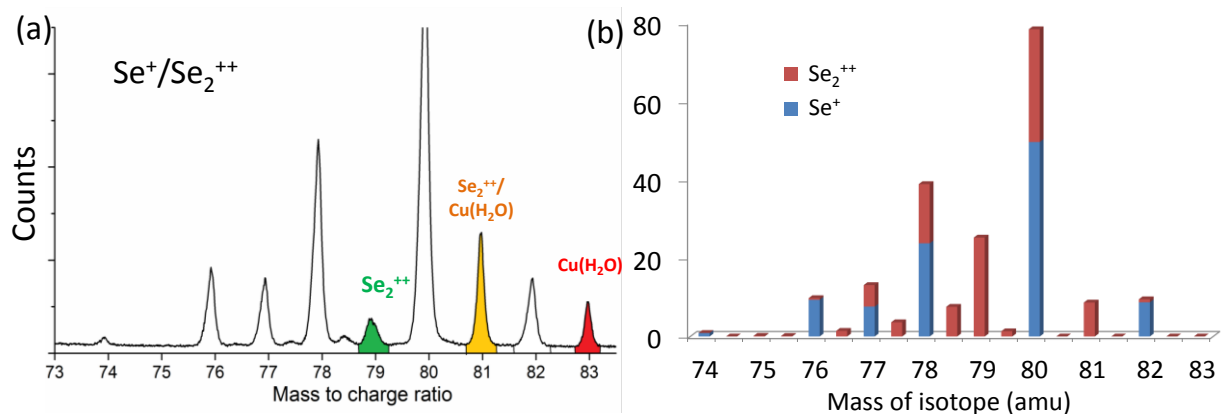 (a)
Se⁺/Se₂⁺⁺
Counts
Se₂⁺⁺
Se₂⁺⁺/
Cu(H₂O)
Cu(H₂O)
73 74 75 76 77 78 79 80 81 82 83
Mass to charge ratio
(b)
80
60
40
20
0
Se₂⁺⁺
Se⁺
74 75 76 77 78 79 80 81 82 83
Mass of isotope (amu)